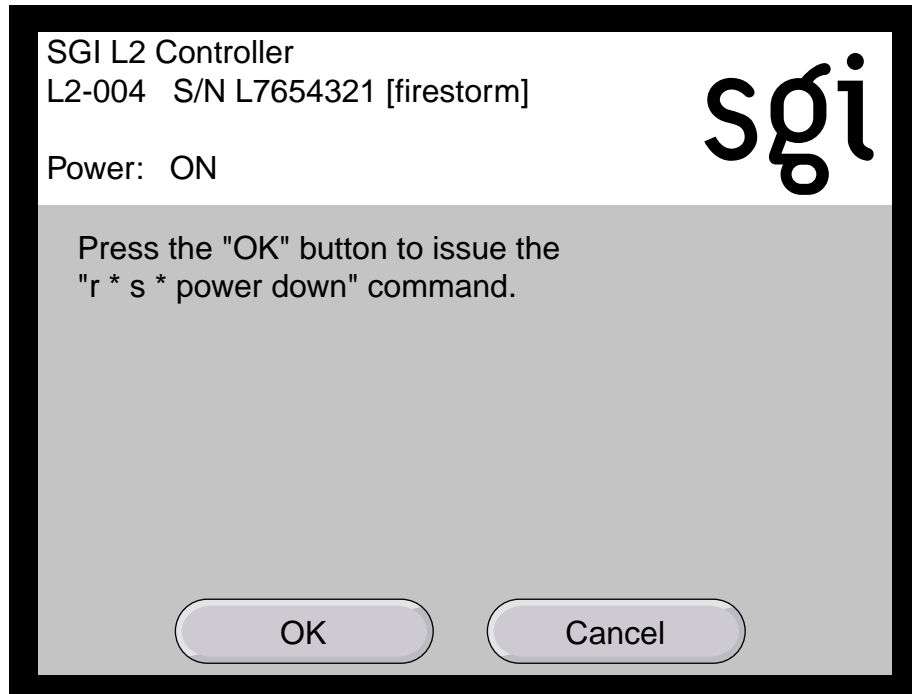 SGI L2 Controller
L2-004 S/N L7654321 [firestorm]
sgi
Power: ON
Press the "OK" button to issue the
"r * s * power down" command.
OK Cancel